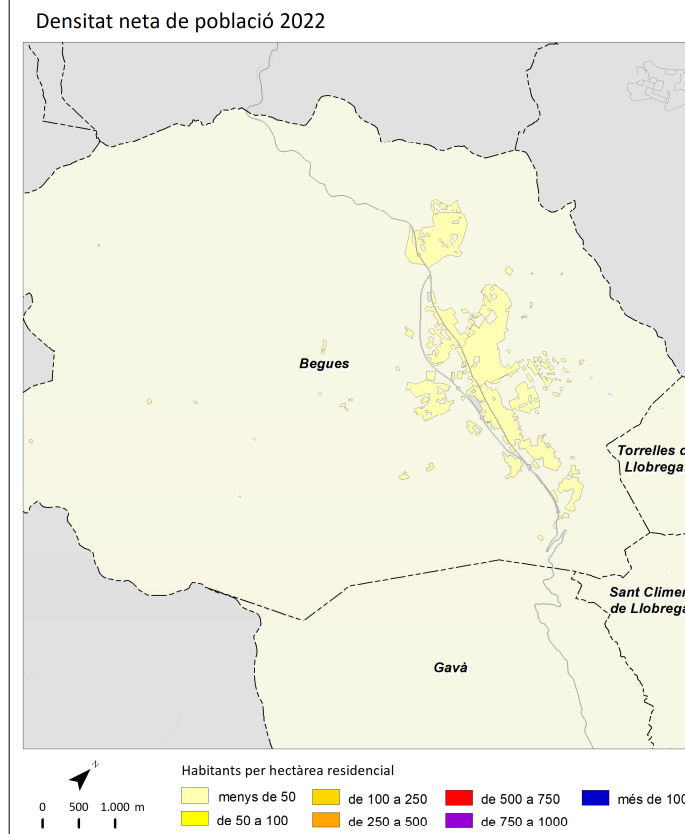 Densitat neta de població 2022
Begues
Torrelles d
Llobregat
Sant Climen
de Llobrega
Gavà
N
Habitants per hectàrea residencial
menys de 50
de 50 a 100
de 100 a 250
de 250 a 500
de 500 a 750
de 750 a 1000
més de 100
0 500 1.000 m